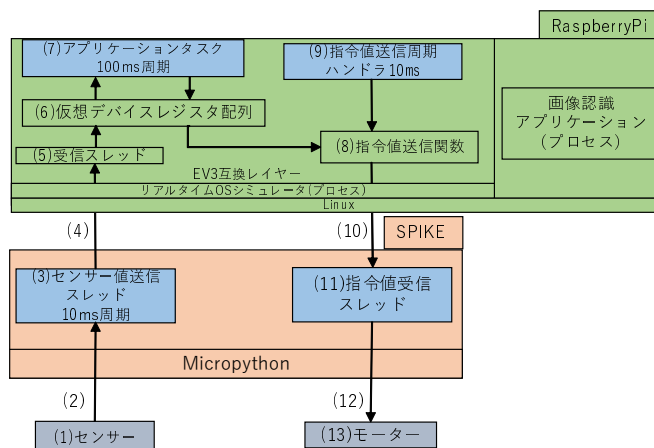 RaspberryPi
(7)アプリケーションタスク
100ms周期
(9)指令値送信周期
ハンドラ10ms
(6)仮想デバイスレジスタ配列
画像認識
アプリケーション
(プロセス)
(8)指令値送信関数
(5)受信スレッド
EV3互換レイヤー
リアルタイムOSシミュレータ(プロセス)
Linux
(4)
(10)
SPIKE
(3)センサー値送信
スレッド
10ms周期
(11)指令値受信
スレッド
Micropython
(2)
(12)
(1)センサー
(13)モーター